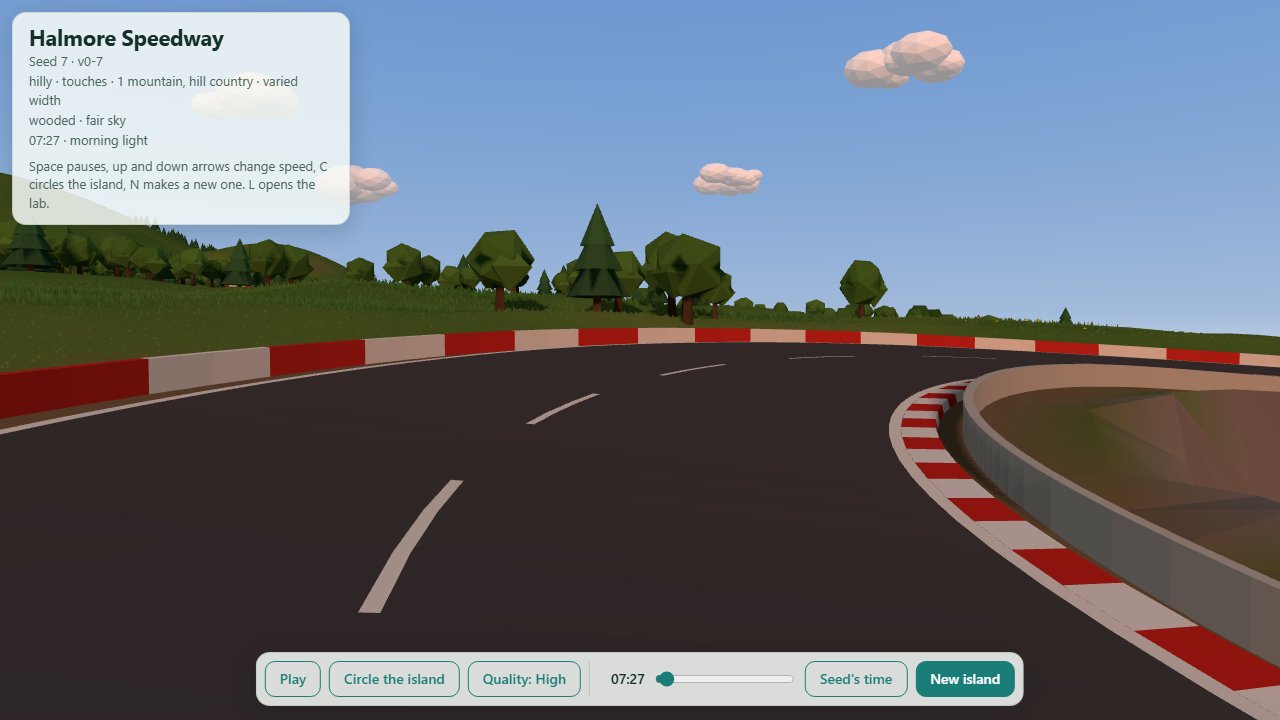 Halmore Speedway
Seed 7 · v0-7
hilly · touches · 1 mountain, hill country · varied
width
wooded · fair sky
07:27 · morning light
Space pauses, up and down arrows change speed, C
circles the island, N makes a new one. L opens the
lab.
Play
Circle the island
Quality: High
07:27
Seed's time
New island